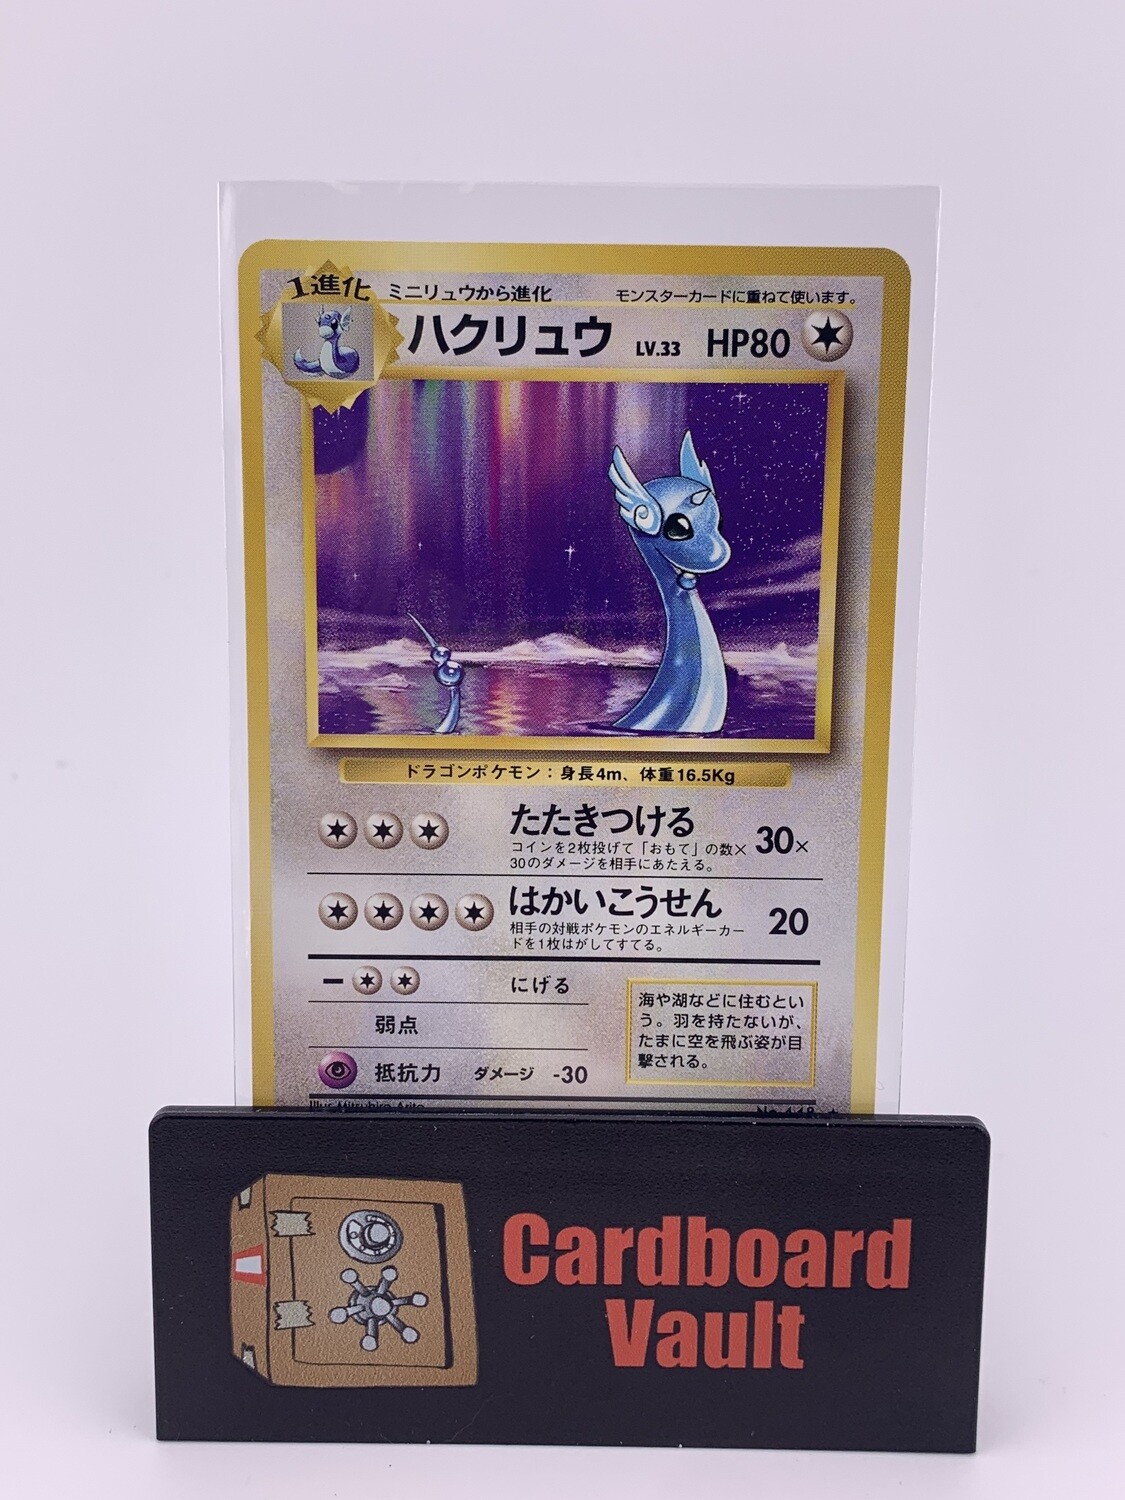 1進化
ミニリュウから進化
モンスターカードに重ねて使います。
ハクリュウ LV.33 HP80
ドラゴンポケモン：身長4m、体重16.5Kg
たたきつける 30×
コインを2枚投げて「おもて」の数×
30のダメージを相手にあたえる。
はかいこうせん 20
相手の対戦ポケモンのエネルギーカー
ドを1枚はがしてすてる。
にげる
弱点
抵抗力 ダメージ -30
海や湖などに住むとい
う。羽を持たないが、
たまに空を飛ぶ姿が目
撃される。
Illus. Mitsuhiro Arita
Cardboard
Vault